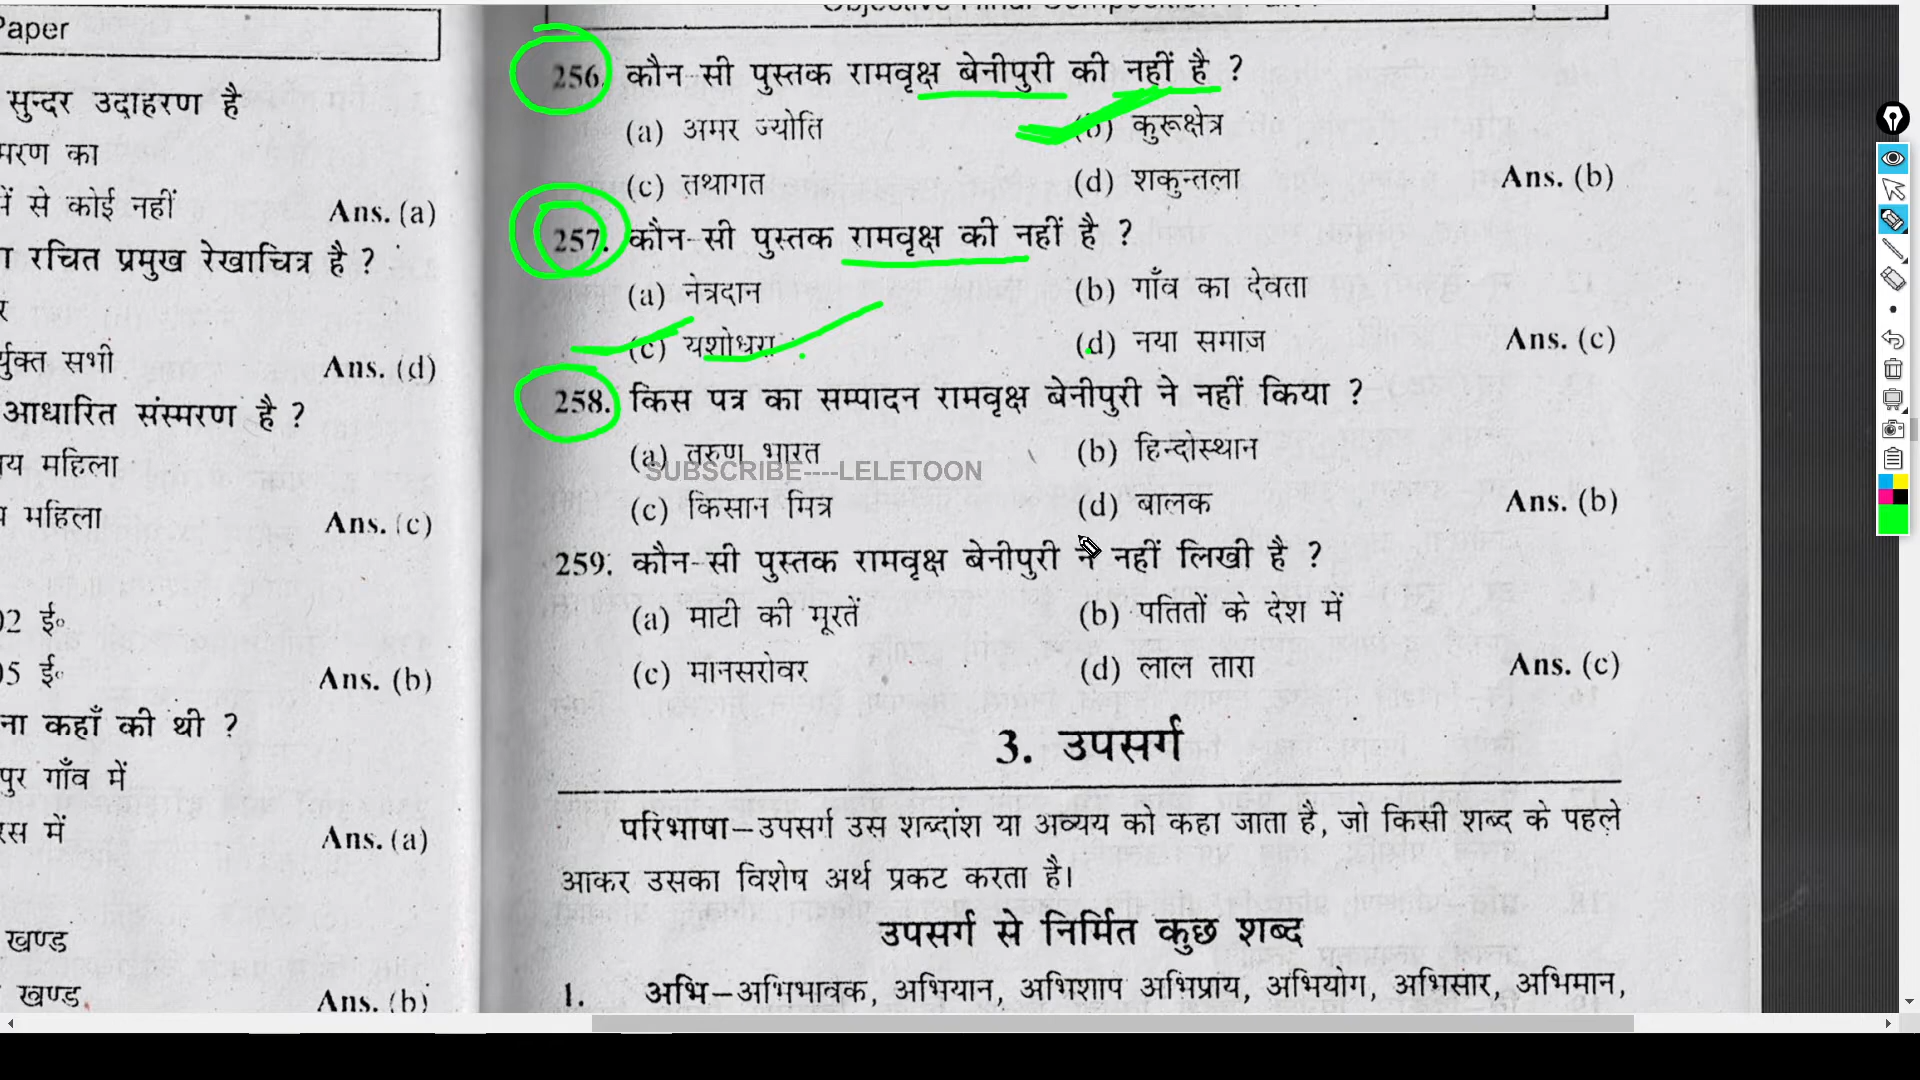 Paper
सुन्दर उदाहरण है
मरण का
में से कोई नहीं Ans. (a)
रचित प्रमुख रेखाचित्र है ?
र्युक्त सभी Ans. (d)
आधारित संस्मरण है ?
य महिला
महिला Ans. (c)
02 ई॰
05 ई॰ Ans. (b)
ना कहाँ की थी ?
पुर गाँव में
रस में Ans. (a)
खण्ड
खण्ड Ans. (b)
256. कौन-सी पुस्तक रामवृक्ष बेनीपुरी की नहीं है ?
(a) अमर ज्योति (b) कुरूक्षेत्र
(c) तथागत (d) शकुन्तला Ans. (b)
257. कौन-सी पुस्तक रामवृक्ष की नहीं है ?
(a) नेत्रदान (b) गाँव का देवता
(c) यशोधरा (d) नया समाज Ans. (c)
258. किस पत्र का सम्पादन रामवृक्ष बेनीपुरी ने नहीं किया ?
(a) तरुण भारत (b) हिन्दोस्थान
SUBSCRIBE----LELETOON
(c) किसान मित्र (d) बालक Ans. (b)
259. कौन-सी पुस्तक रामवृक्ष बेनीपुरी ने नहीं लिखी है ?
(a) माटी की मूरतें (b) पतितों के देश में
(c) मानसरोवर (d) लाल तारा Ans. (c)
3. उपसर्ग
परिभाषा–उपसर्ग उस शब्दांश या अव्यय को कहा जाता है, जो किसी शब्द के पहले
आकर उसका विशेष अर्थ प्रकट करता है।
उपसर्ग से निर्मित कुछ शब्द
1. अभि–अभिभावक, अभियान, अभिशाप अभिप्राय, अभियोग, अभिसार, अभिमान,